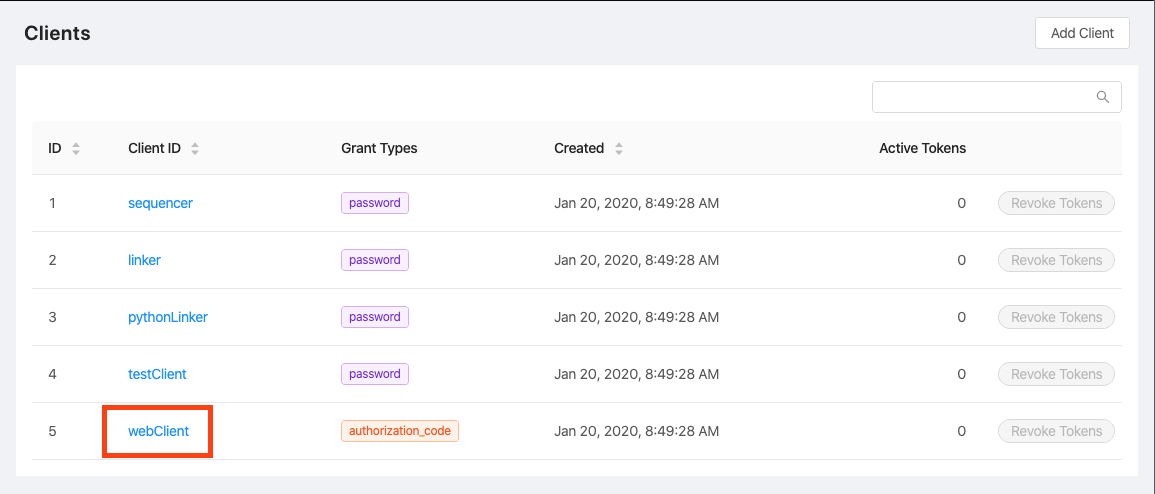 Clients
Add Client
ID Client ID Grant Types Created Active Tokens
1 sequencer password Jan 20, 2020, 8:49:28 AM 0 Revoke Tokens
2 linker password Jan 20, 2020, 8:49:28 AM 0 Revoke Tokens
3 pythonLinker password Jan 20, 2020, 8:49:28 AM 0 Revoke Tokens
4 testClient password Jan 20, 2020, 8:49:28 AM 0 Revoke Tokens
5 webClient authorization_code Jan 20, 2020, 8:49:28 AM 0 Revoke Tokens